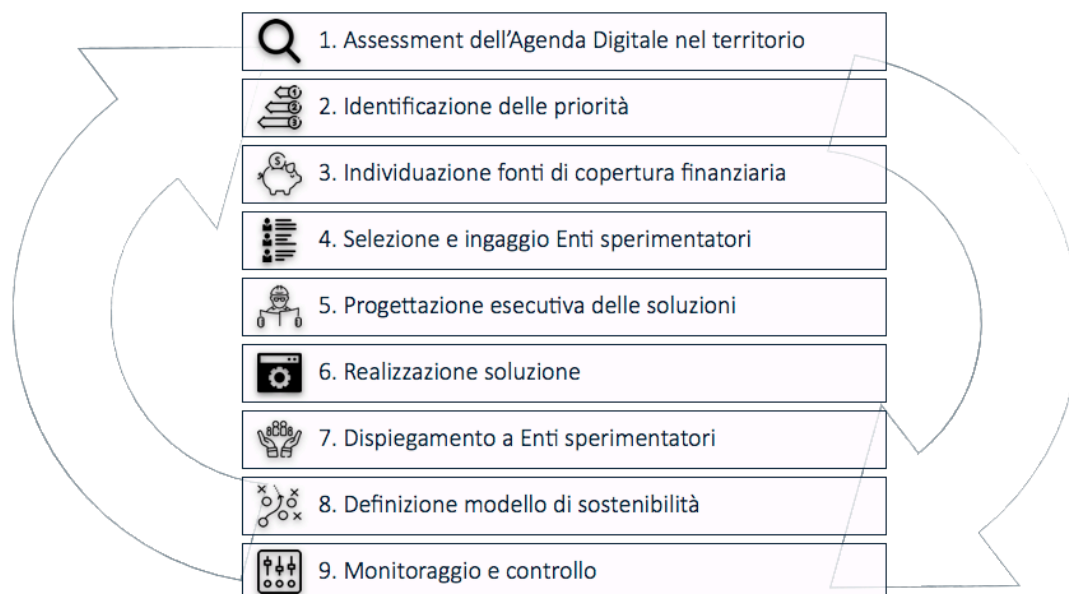 1. Assessment dell'Agenda Digitale nel territorio
2. Identificazione delle priorità
3. Individuazione fonti di copertura finanziaria
4. Selezione e ingaggio Enti sperimentatori
5. Progettazione esecutiva delle soluzioni
6. Realizzazione soluzione
7. Dispiegamento a Enti sperimentatori
8. Definizione modello di sostenibilità
9. Monitoraggio e controllo